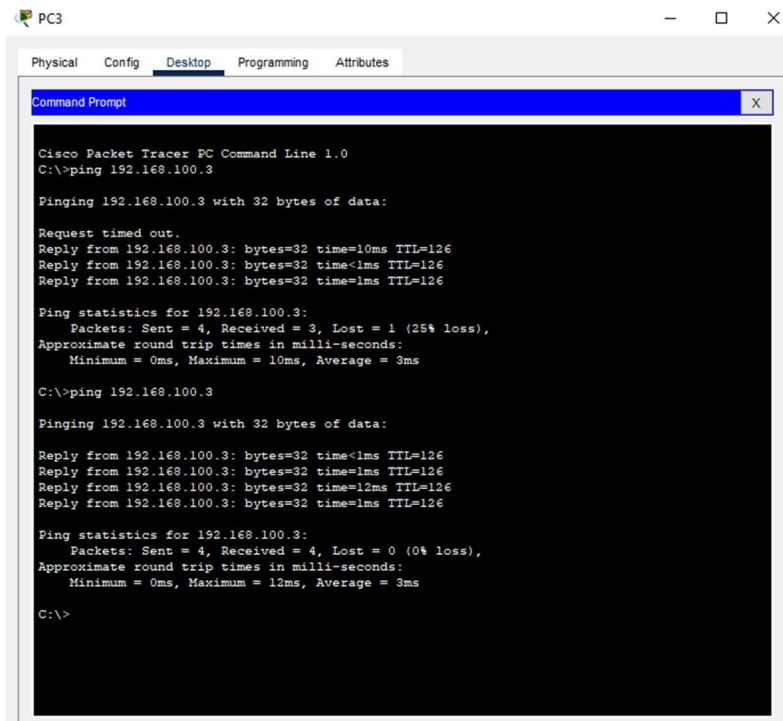 PC3
Physical Config Desktop Programming Attributes
Command Prompt
X
Cisco Packet Tracer PC Command Line 1.0
C:\>ping 192.168.100.3
Pinging 192.168.100.3 with 32 bytes of data:
Request timed out.
Reply from 192.168.100.3: bytes=32 time=10ms TTL=126
Reply from 192.168.100.3: bytes=32 time<1ms TTL=126
Reply from 192.168.100.3: bytes=32 time=1ms TTL=126
Ping statistics for 192.168.100.3:
Packets: Sent = 4, Received = 3, Lost = 1 (25% loss),
Approximate round trip times in milli-seconds:
Minimum = 0ms, Maximum = 10ms, Average = 3ms
C:\>ping 192.168.100.3
Pinging 192.168.100.3 with 32 bytes of data:
Reply from 192.168.100.3: bytes=32 time<1ms TTL=126
Reply from 192.168.100.3: bytes=32 time=1ms TTL=126
Reply from 192.168.100.3: bytes=32 time=12ms TTL=126
Reply from 192.168.100.3: bytes=32 time=1ms TTL=126
Ping statistics for 192.168.100.3:
Packets: Sent = 4, Received = 4, Lost = 0 (0% loss),
Approximate round trip times in milli-seconds:
Minimum = 0ms, Maximum = 12ms, Average = 3ms
C:\>